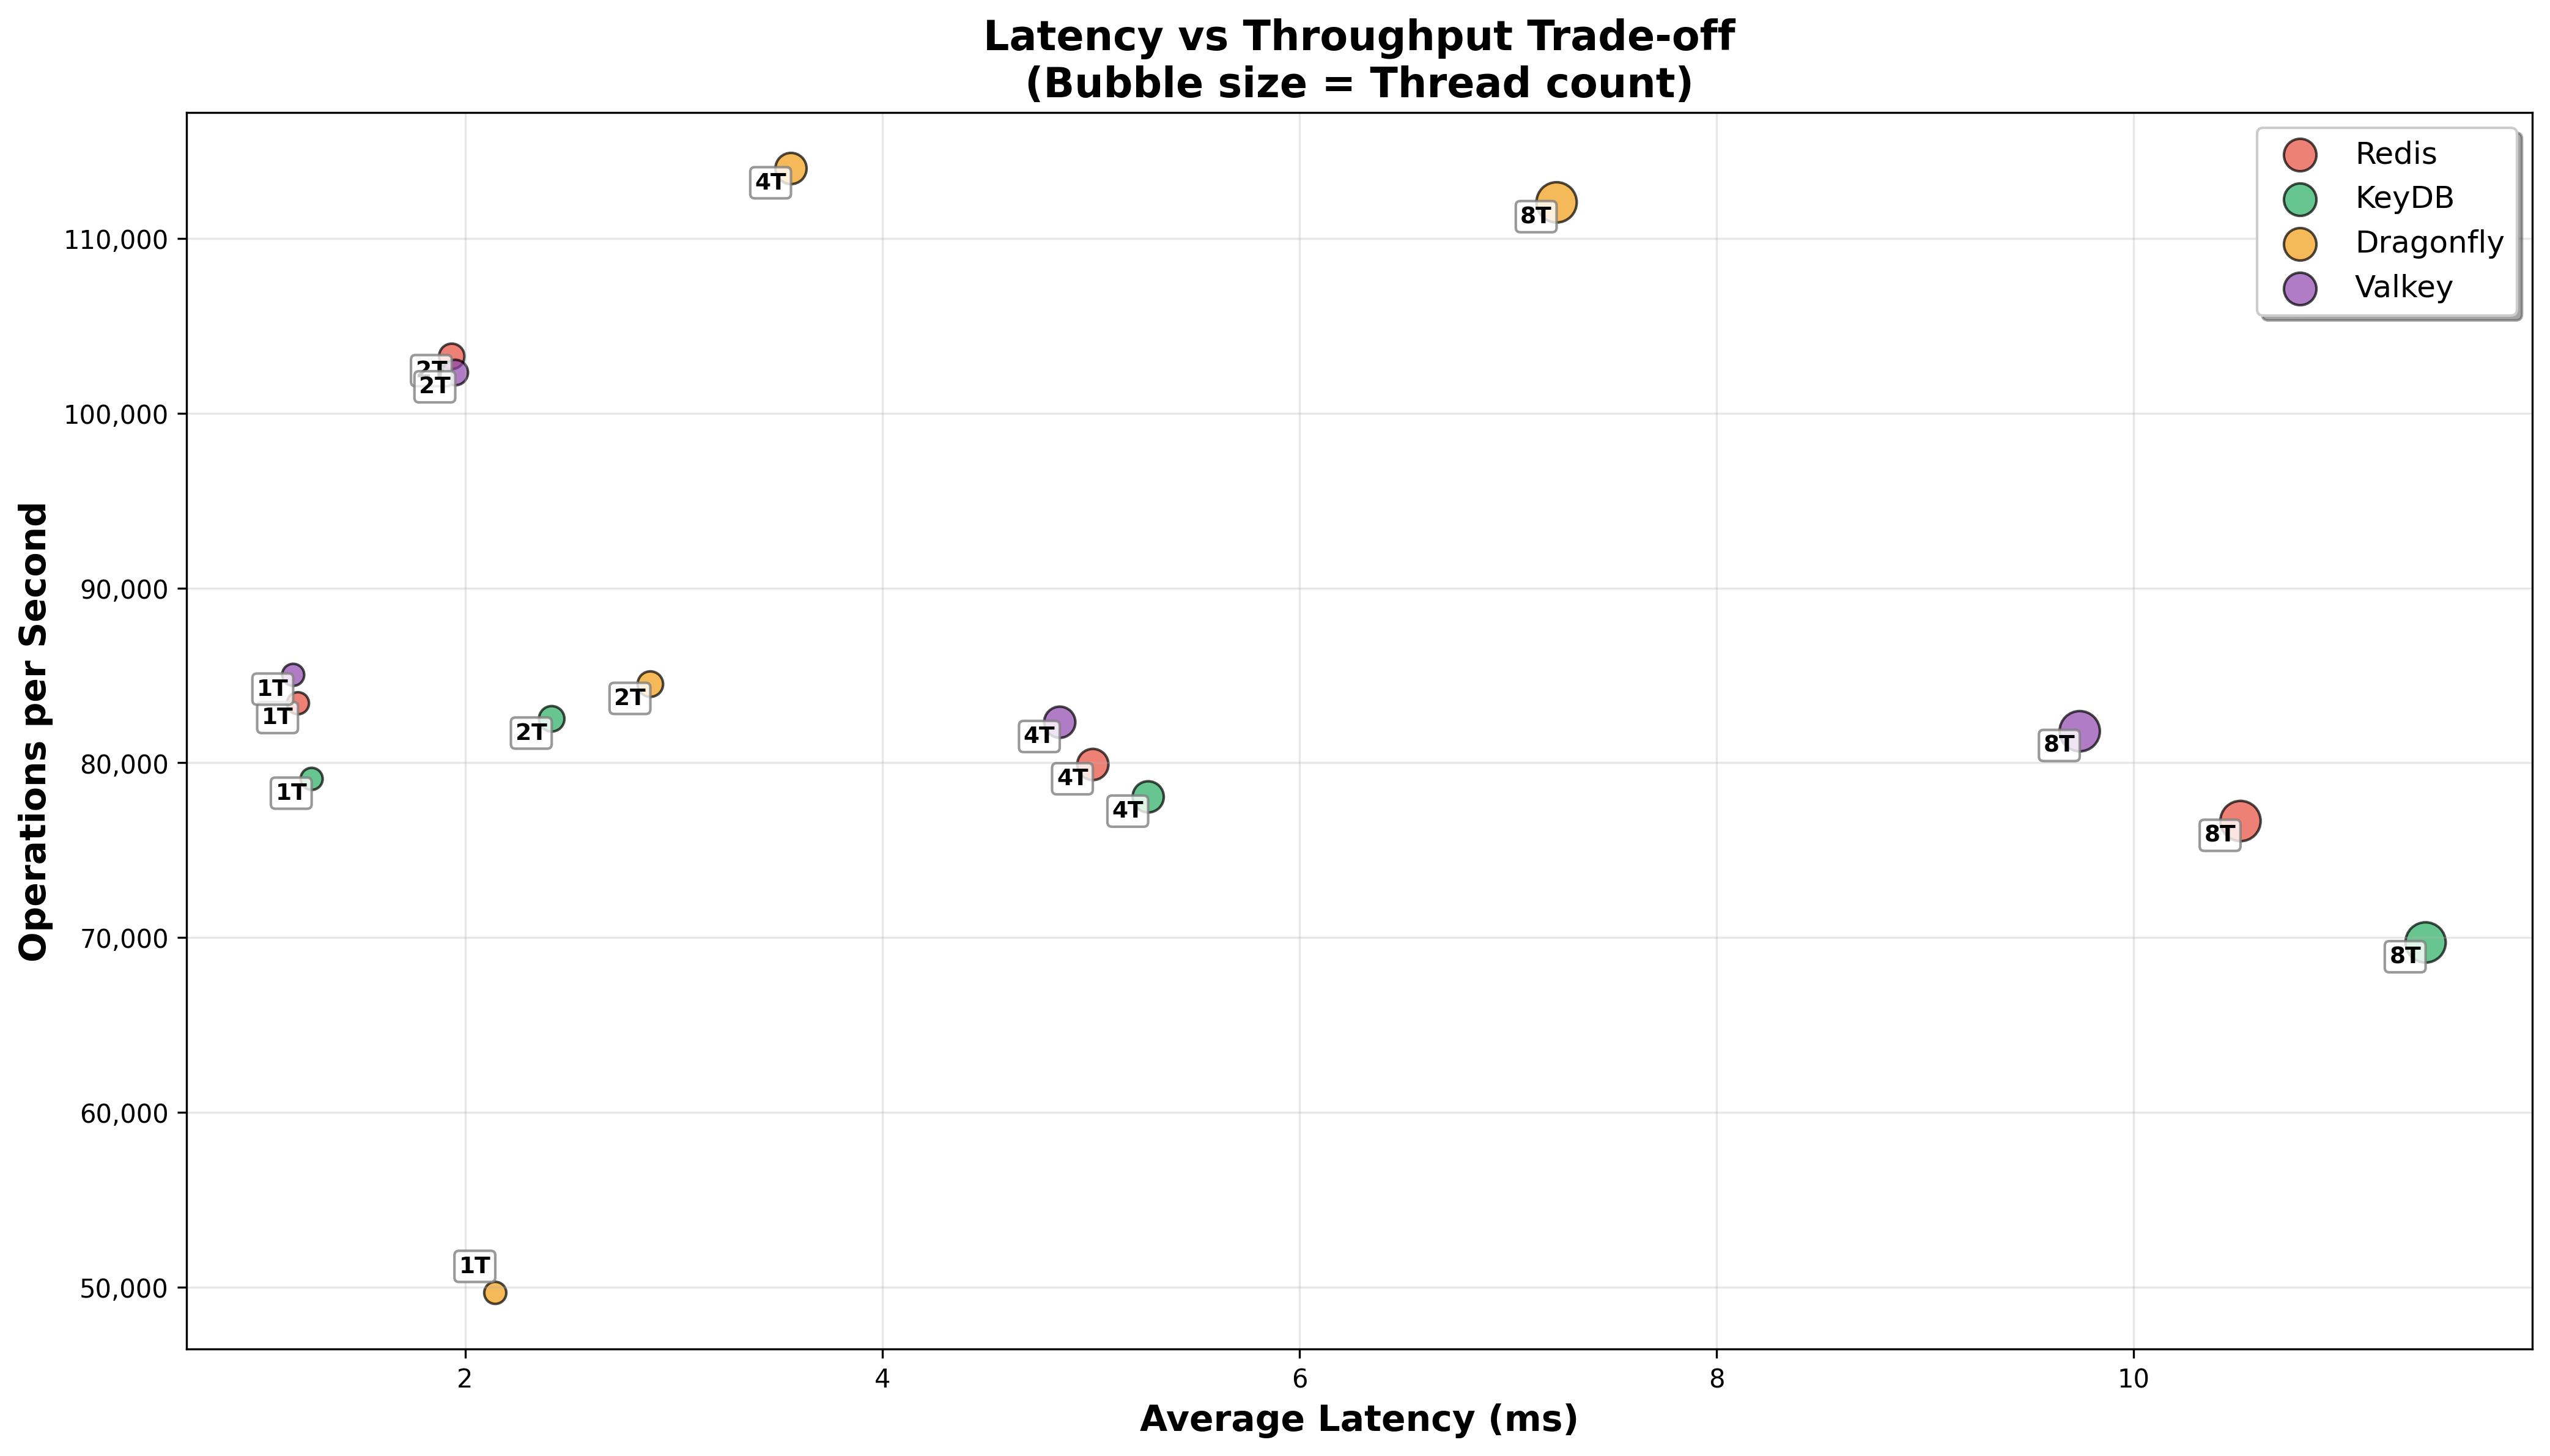 Latency vs Throughput Trade-off
(Bubble size = Thread count)
Redis
KeyDB
Dragonfly
Valkey
Operations per Second
110,000
100,000
90,000
80,000
70,000
60,000
50,000
4T
8T
2T
2T
1T
1T
1T
2T
2T
4T
4T
4T
8T
8T
8T
1T
2
4
6
8
10
Average Latency (ms)